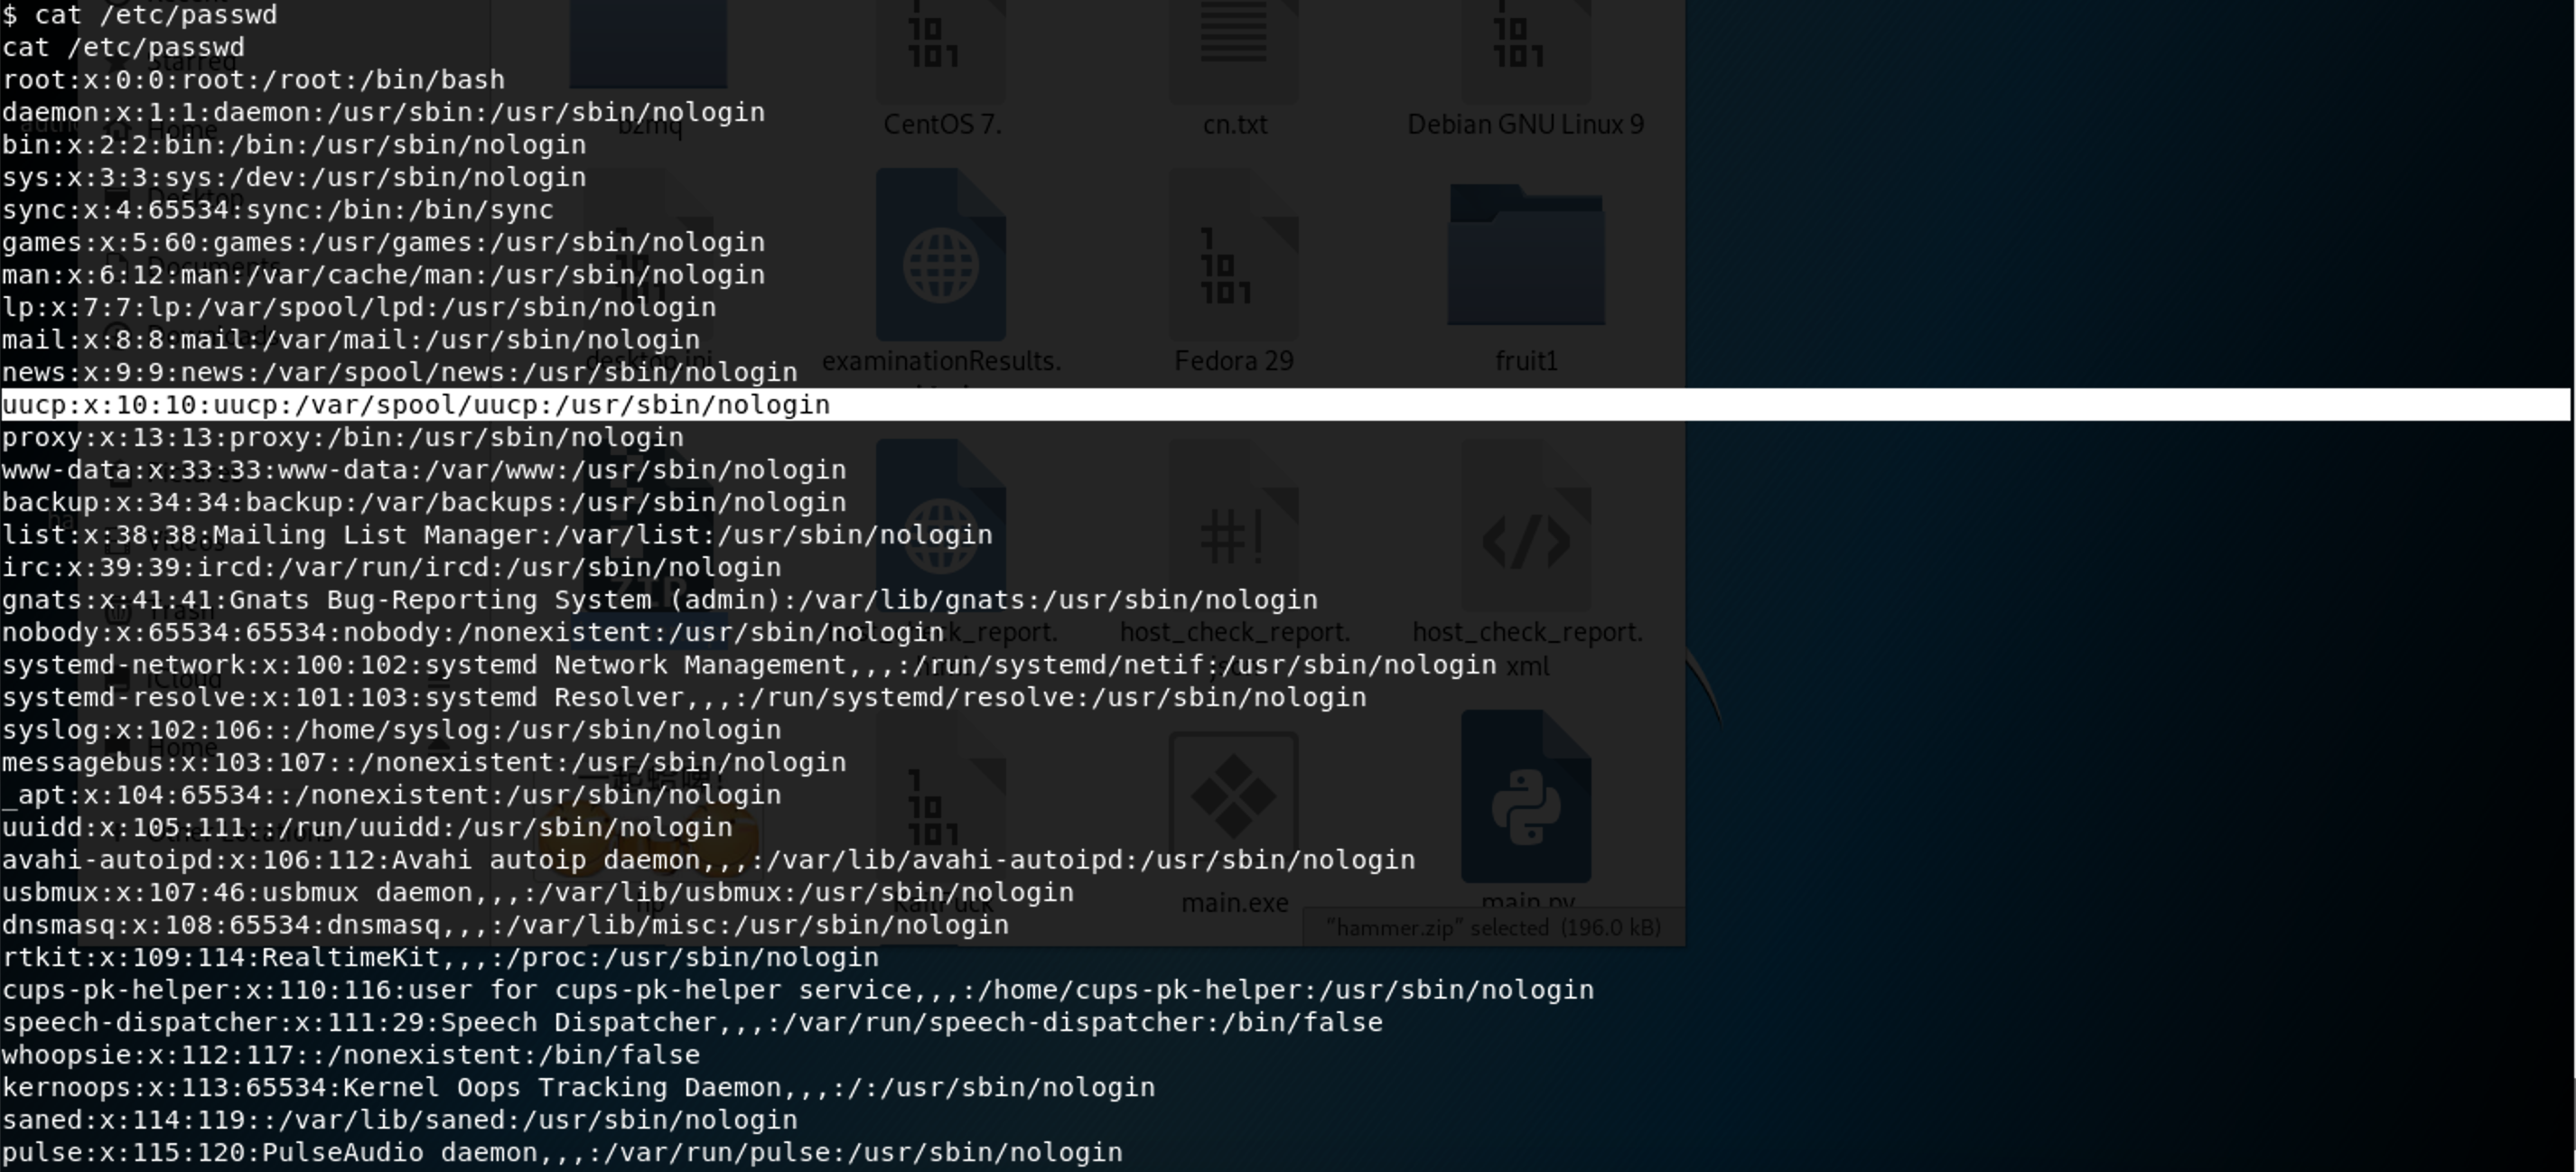 $ cat /etc/passwd
cat /etc/passwd
root:x:0:0:root:/root:/bin/bash
daemon:x:1:1:daemon:/usr/sbin:/usr/sbin/nologin
bin:x:2:2:bin:/bin:/usr/sbin/nologin
sys:x:3:3:sys:/dev:/usr/sbin/nologin
sync:x:4:65534:sync:/bin:/bin/sync
games:x:5:60:games:/usr/games:/usr/sbin/nologin
man:x:6:12:man:/var/cache/man:/usr/sbin/nologin
lp:x:7:7:lp:/var/spool/lpd:/usr/sbin/nologin
mail:x:8:8:mail:/var/mail:/usr/sbin/nologin
news:x:9:9:news:/var/spool/news:/usr/sbin/nologin
uucp:x:10:10:uucp:/var/spool/uucp:/usr/sbin/nologin
proxy:x:13:13:proxy:/bin:/usr/sbin/nologin
www-data:x:33:33:www-data:/var/www:/usr/sbin/nologin
backup:x:34:34:backup:/var/backups:/usr/sbin/nologin
list:x:38:38:Mailing List Manager:/var/list:/usr/sbin/nologin
irc:x:39:39:ircd:/var/run/ircd:/usr/sbin/nologin
gnats:x:41:41:Gnats Bug-Reporting System (admin):/var/lib/gnats:/usr/sbin/nologin
nobody:x:65534:65534:nobody:/nonexistent:/usr/sbin/nologin
systemd-network:x:100:102:systemd Network Management,,,:/run/systemd/netif:/usr/sbin/nologin
systemd-resolve:x:101:103:systemd Resolver,,,:/run/systemd/resolve:/usr/sbin/nologin
syslog:x:102:106::/home/syslog:/usr/sbin/nologin
messagebus:x:103:107::/nonexistent:/usr/sbin/nologin
_apt:x:104:65534::/nonexistent:/usr/sbin/nologin
uuidd:x:105:111::/run/uuidd:/usr/sbin/nologin
avahi-autoipd:x:106:112:Avahi autoip daemon,,,:/var/lib/avahi-autoipd:/usr/sbin/nologin
usbmux:x:107:46:usbmux daemon,,,:/var/lib/usbmux:/usr/sbin/nologin
dnsmasq:x:108:65534:dnsmasq,,,:/var/lib/misc:/usr/sbin/nologin
rtkit:x:109:114:RealtimeKit,,,:/proc:/usr/sbin/nologin
cups-pk-helper:x:110:116:user for cups-pk-helper service,,,:/home/cups-pk-helper:/usr/sbin/nologin
speech-dispatcher:x:111:29:Speech Dispatcher,,,:/var/run/speech-dispatcher:/bin/false
whoopsie:x:112:117::/nonexistent:/bin/false
kernoops:x:113:65534:Kernel Oops Tracking Daemon,,,:/:/usr/sbin/nologin
saned:x:114:119::/var/lib/saned:/usr/sbin/nologin
pulse:x:115:120:PulseAudio daemon,,,:/var/run/pulse:/usr/sbin/nologin
Starred
Home
Desktop
Documents
Downloads
Videos
Trash
iCloud
Home
Other Locations
bzmq
CentOS 7.
cn.txt
Debian GNU Linux 9
desktop.ini
examinationResults.
Fedora 29
fruit1
ZIP
host_check_report.
host_check_report.
xml
main.exe
main.py
"hammer.zip" selected (196.0 kB)